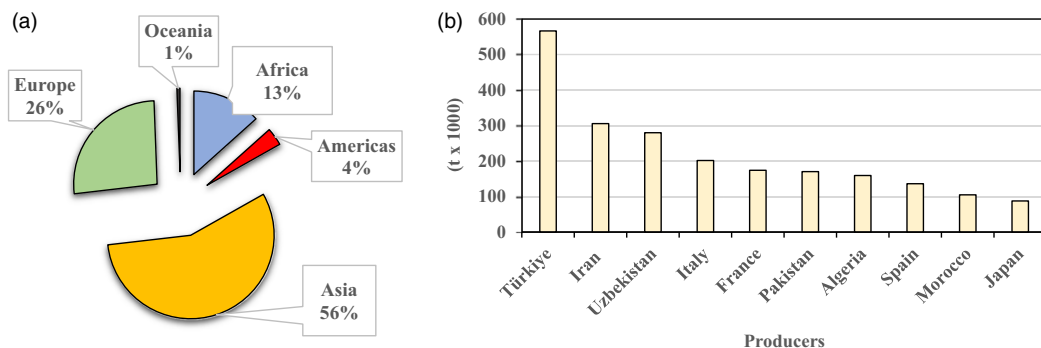 (a)
Oceania
1%
Africa
13%
Europe
26%
Americas
4%
Asia
56%
(b)
(t x 1000)
600
500
400
300
200
100
0
Türkiye
Iran
Uzbekistan
Italy
France
Pakistan
Algeria
Spain
Morocco
Japan
Producers